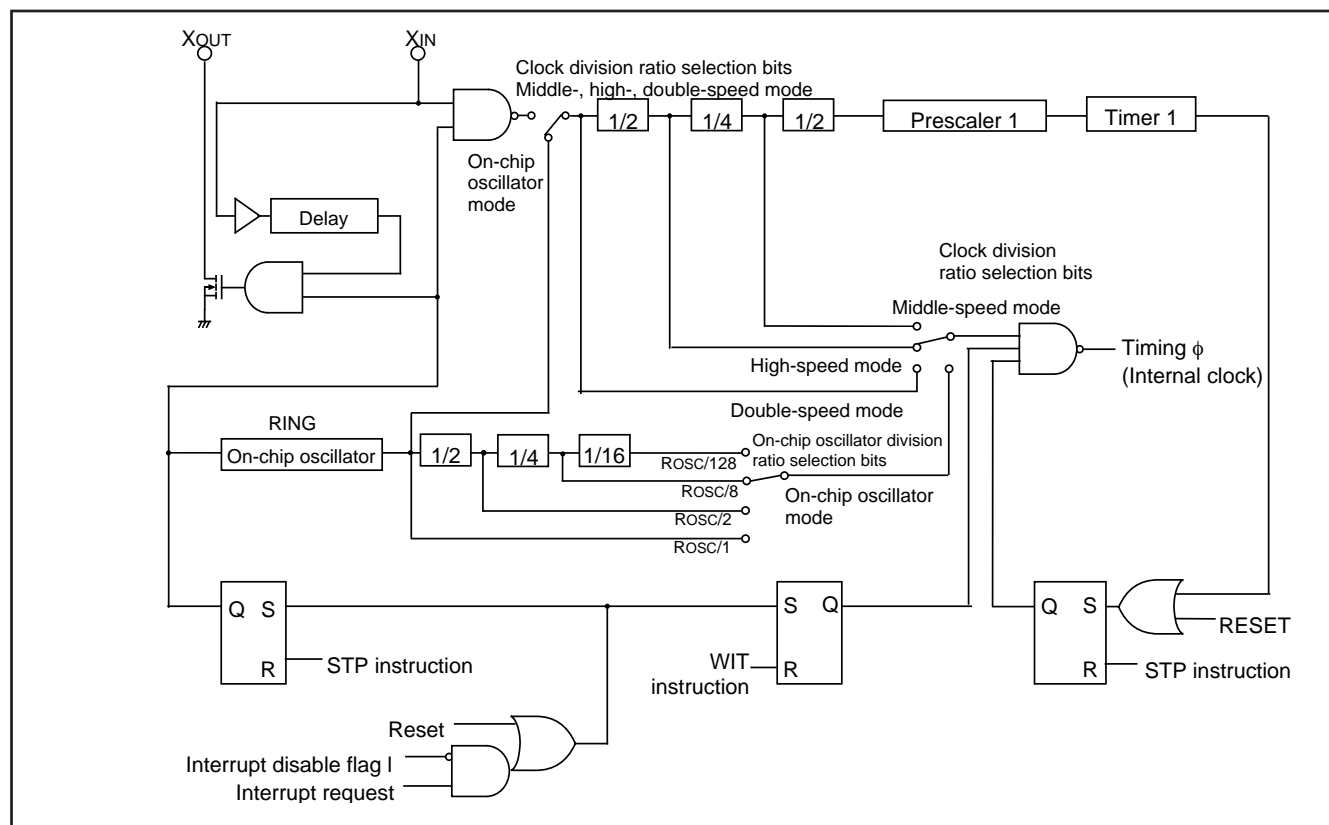 XOUT
XIN
Clock division ratio selection bits
Middle-, high-, double-speed mode
1/2
1/4
1/2
Prescaler 1
Timer 1
On-chip
oscillator
mode
Delay
Clock division
ratio selection bits
Middle-speed mode
Timing ϕ
(Internal clock)
High-speed mode
Double-speed mode
RING
On-chip oscillator
1/2
1/4
1/16
On-chip oscillator division
ratio selection bits
ROSC/128
ROSC/8
On-chip oscillator
mode
ROSC/2
ROSC/1
Q S
R
STP instruction
S Q
R
WIT
instruction
Q S
R
RESET
STP instruction
Reset
Interrupt disable flag I
Interrupt request